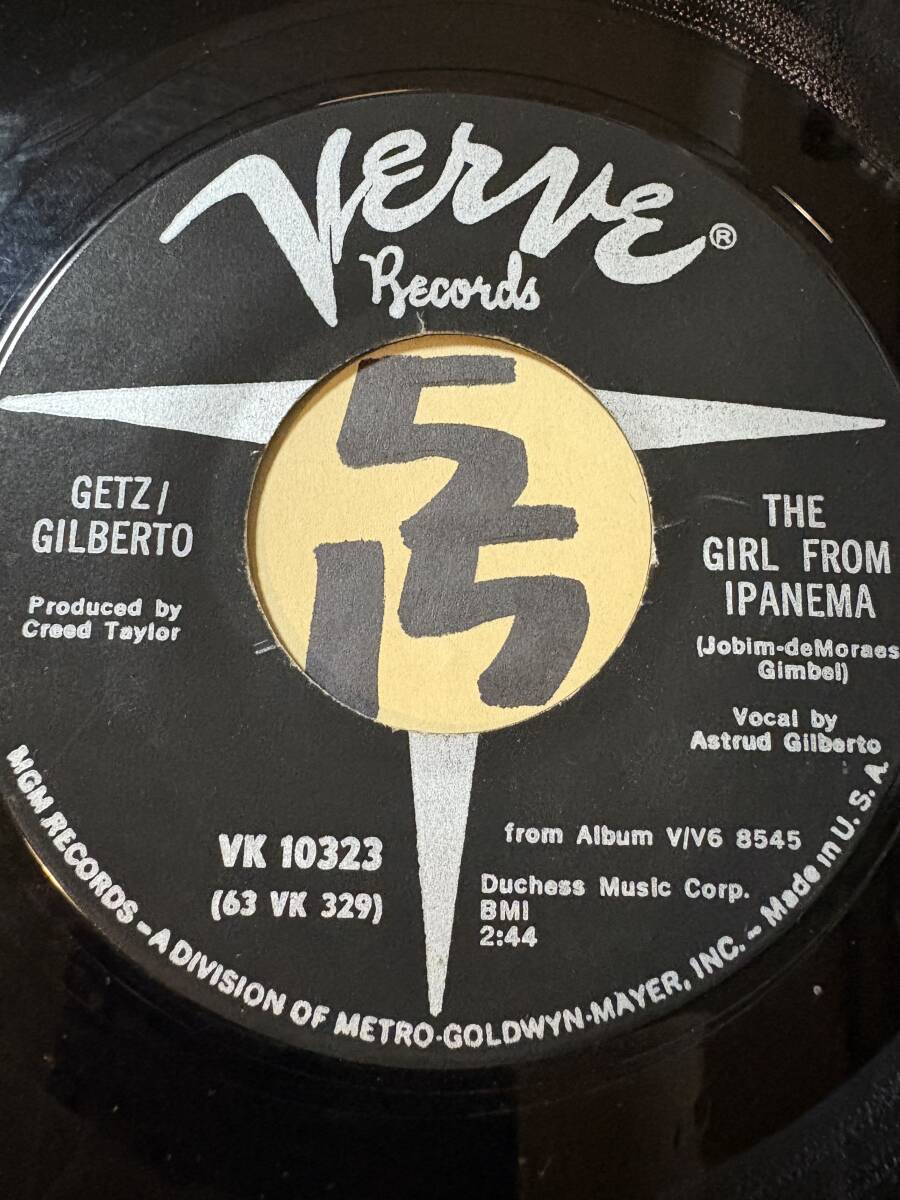 Verve®
Records
GETZ/
GILBERTO
Produced by
Creed Taylor
5
15
THE
GIRL FROM
IPANEMA
(Jobim-deMoraes
Gimbel)
Vocal by
Astrud Gilberto
VK 10323
(63 VK 329)
from Album V/V6 8545
Duchess Music Corp.
BMI
2:44
MGM RECORDS – A DIVISION OF METRO-GOLDWYN-MAYER, INC. – Made in U. S. A.